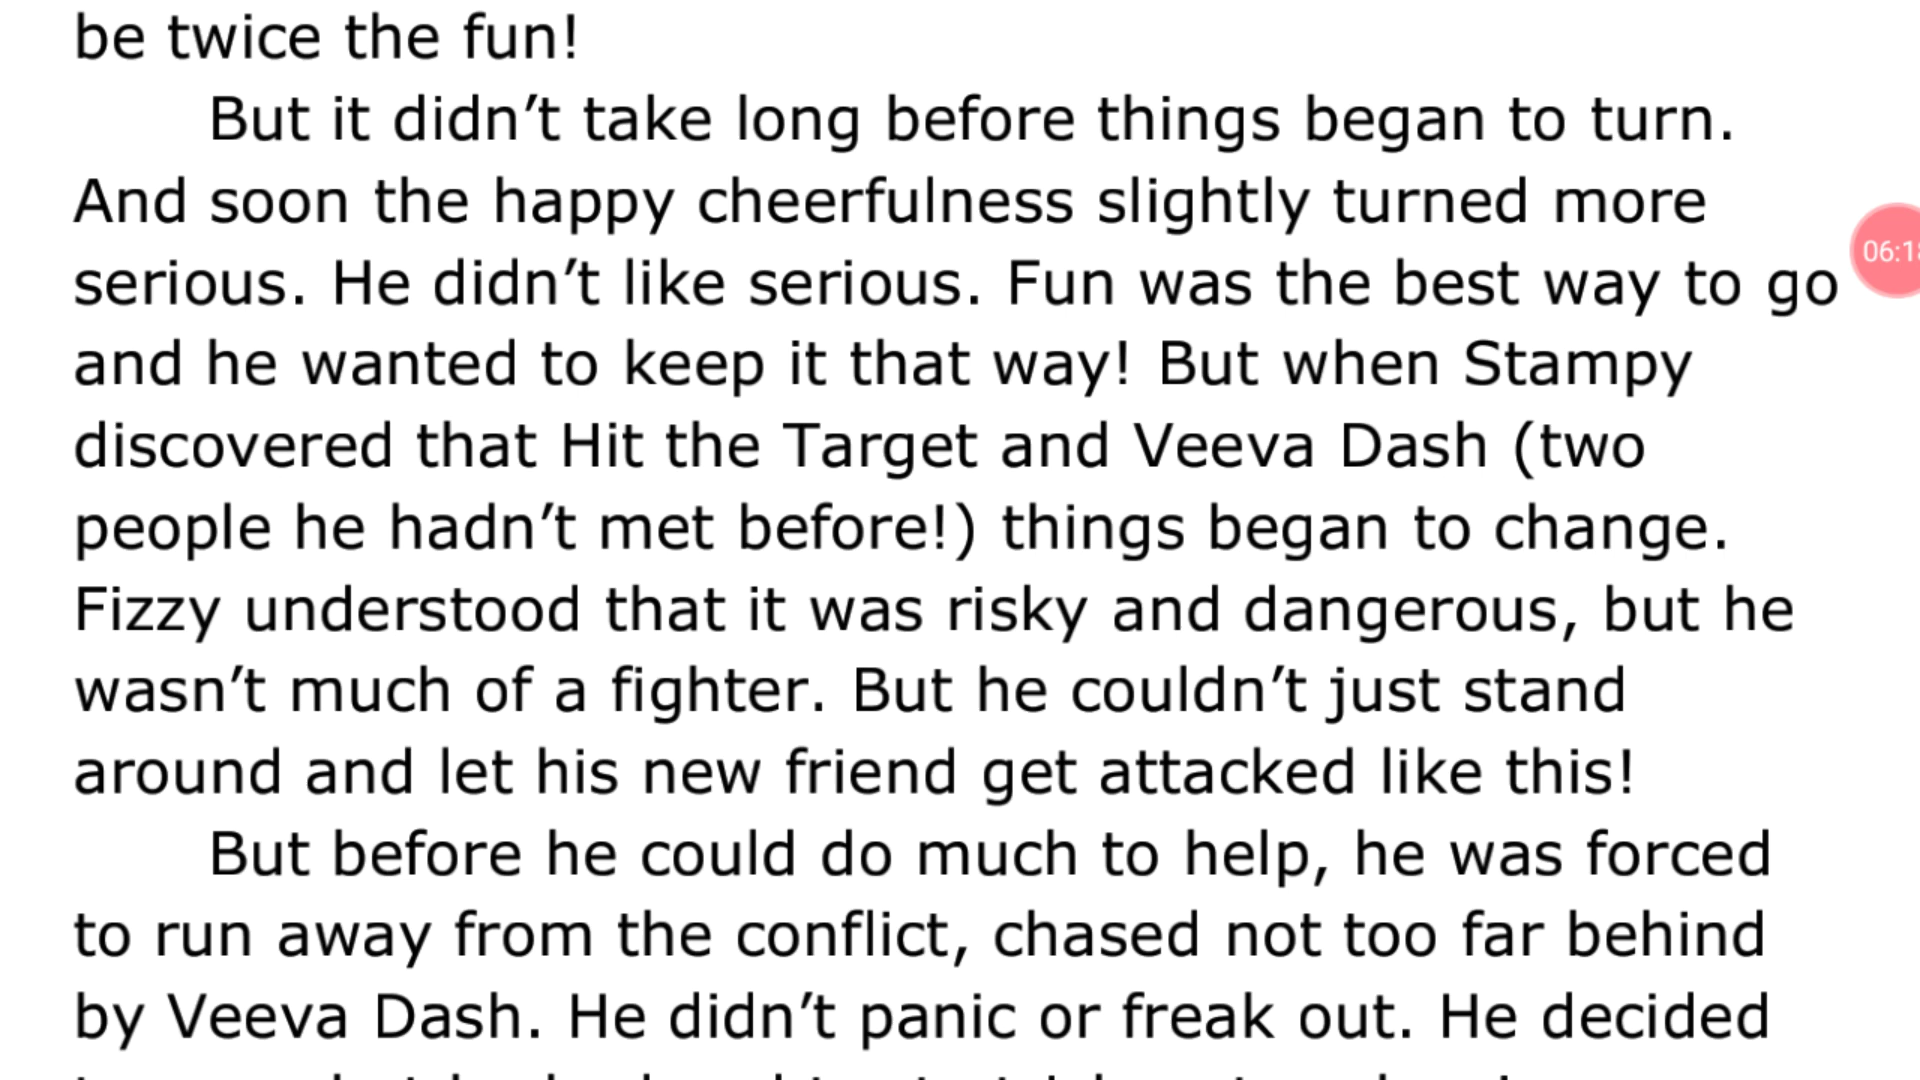 be twice the fun!
But it didn’t take long before things began to turn.
And soon the happy cheerfulness slightly turned more
serious. He didn’t like serious. Fun was the best way to go
and he wanted to keep it that way! But when Stampy
discovered that Hit the Target and Veeva Dash (two
people he hadn’t met before!) things began to change.
Fizzy understood that it was risky and dangerous, but he
wasn’t much of a fighter. But he couldn’t just stand
around and let his new friend get attacked like this!
But before he could do much to help, he was forced
to run away from the conflict, chased not too far behind
by Veeva Dash. He didn’t panic or freak out. He decided